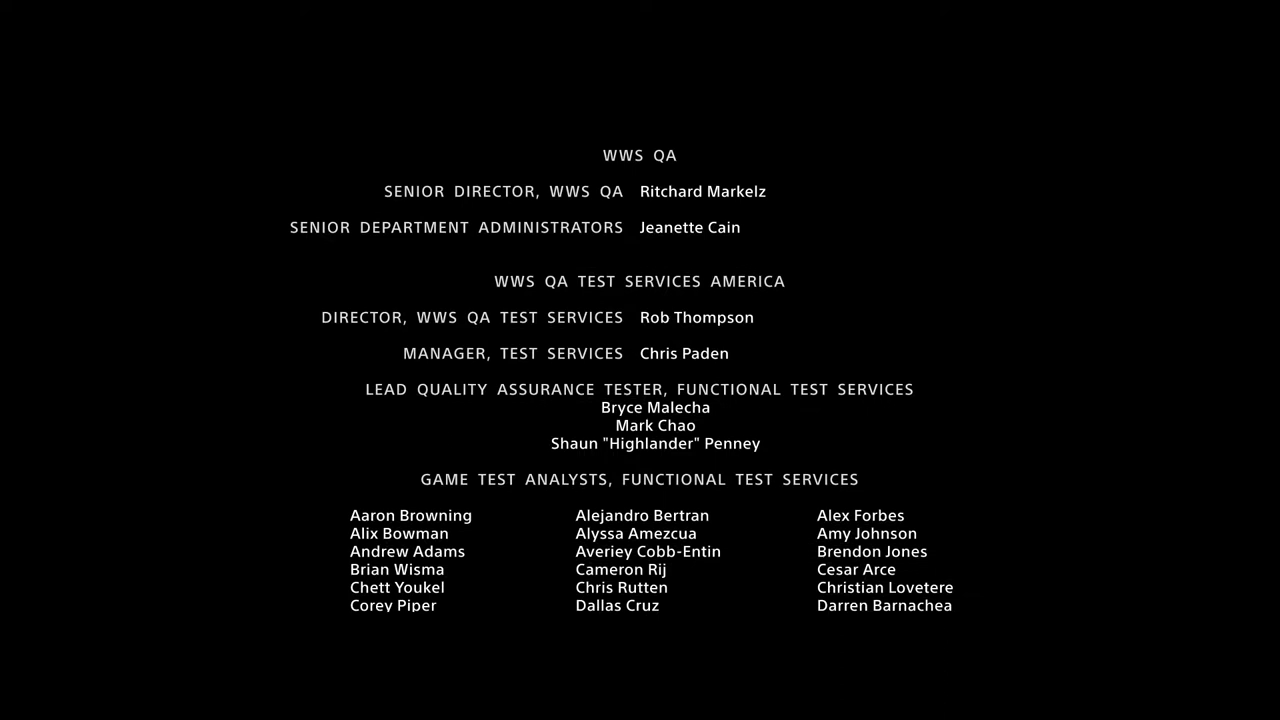 WWS QA
SENIOR DIRECTOR, WWS QA Ritchard Markelz
SENIOR DEPARTMENT ADMINISTRATORS Jeanette Cain
WWS QA TEST SERVICES AMERICA
DIRECTOR, WWS QA TEST SERVICES Rob Thompson
MANAGER, TEST SERVICES Chris Paden
LEAD QUALITY ASSURANCE TESTER, FUNCTIONAL TEST SERVICES
Bryce Malecha
Mark Chao
Shaun "Highlander" Penney
GAME TEST ANALYSTS, FUNCTIONAL TEST SERVICES
Aaron Browning Alejandro Bertran Alex Forbes
Alix Bowman Alyssa Amezcua Amy Johnson
Andrew Adams Averiey Cobb-Entin Brendon Jones
Brian Wisma Cameron Rij Cesar Arce
Chett Youkel Chris Rutten Christian Lovetere
Corey Piper Dallas Cruz Darren Barnachea